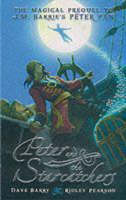 THE MAGICAL PREQUEL TO
J.M. BARRIE'S PETER PAN
Peter
and the
Starcatchers
DAVE BARRY & RIDLEY PEARSON